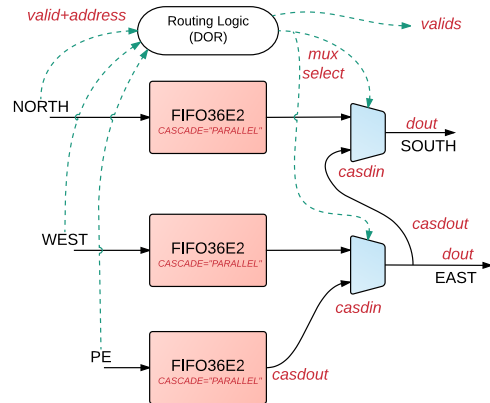 valid+address
Routing Logic
(DOR)
valids
mux
select
NORTH
FIFO36E2
CASCADE="PARALLEL"
dout
SOUTH
casdin
casdout
WEST
FIFO36E2
CASCADE="PARALLEL"
dout
EAST
casdin
PE
FIFO36E2
CASCADE="PARALLEL"
casdout